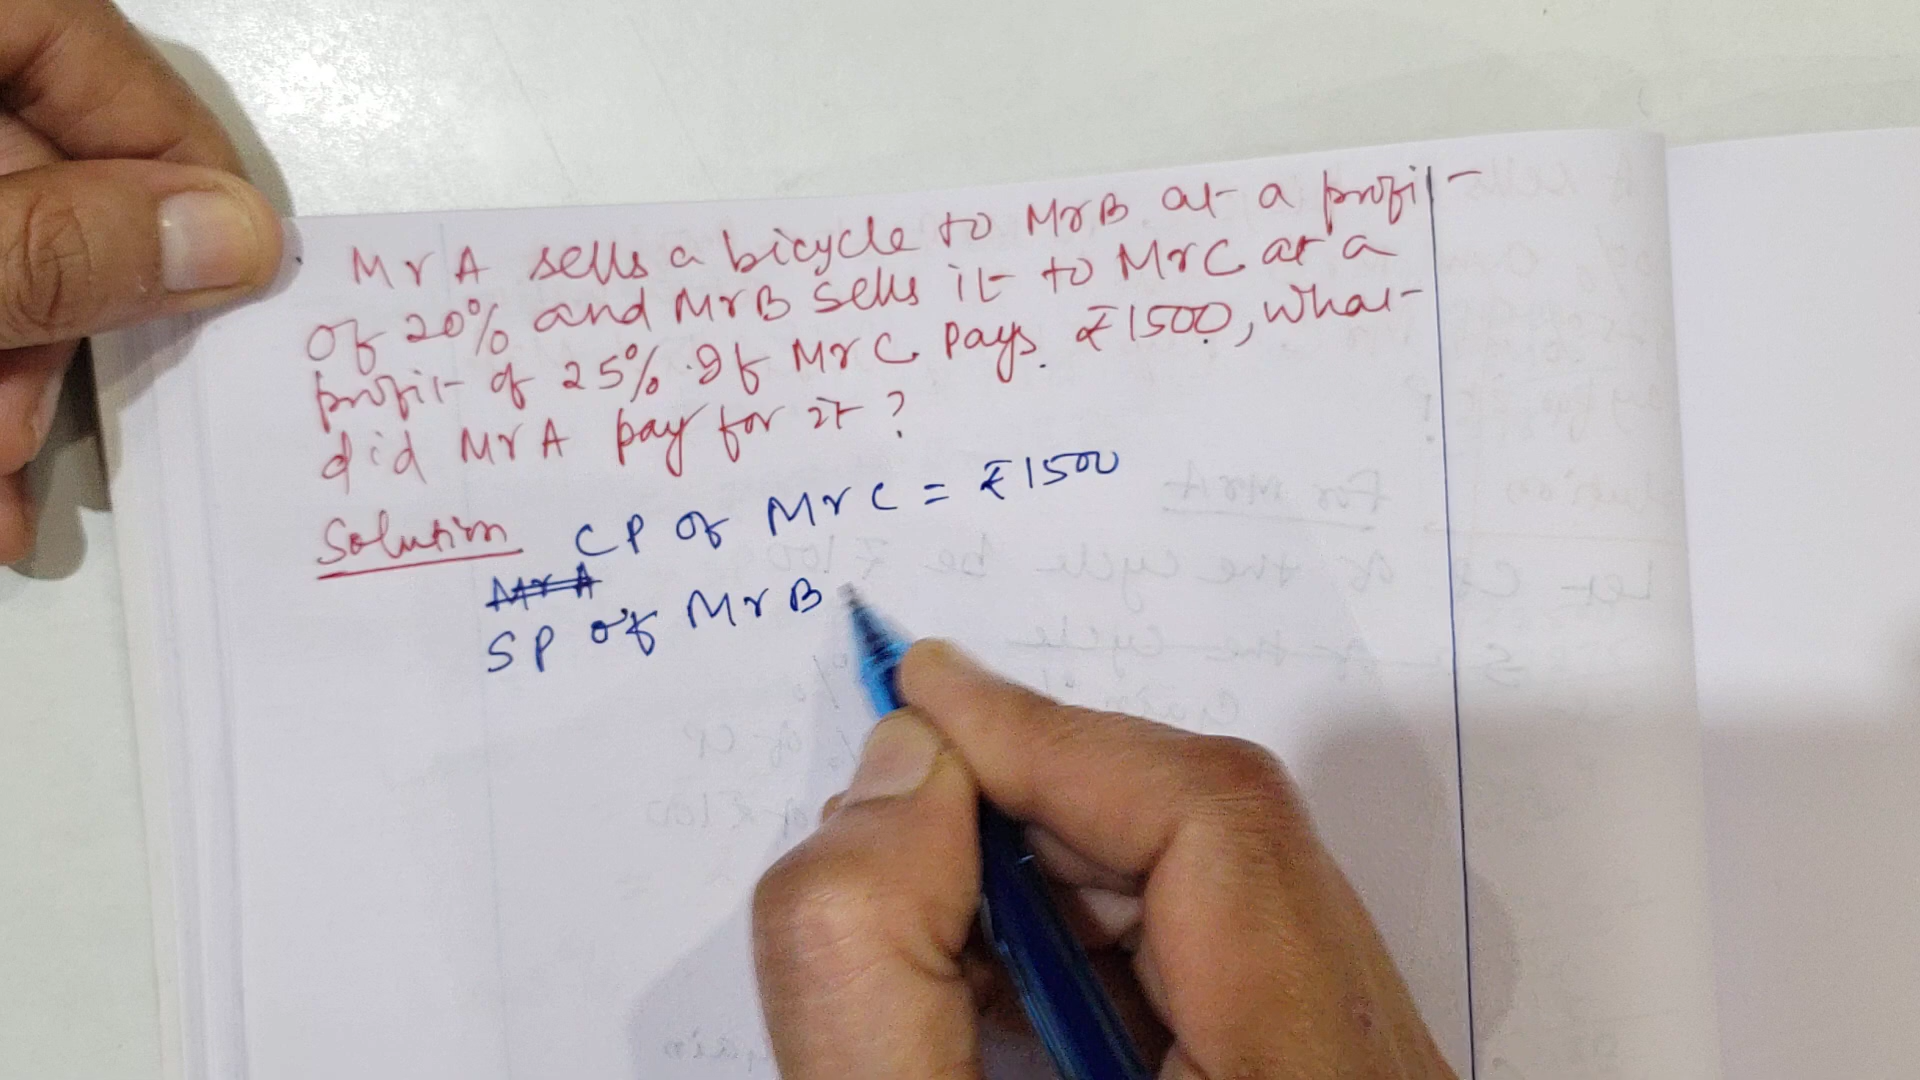 Mr A sells a bicycle to Mr B at a profit
of 20% and Mr B sells it to Mr C at a
profit of 25%. If Mr C pays ₹1500, what
did Mr A pay for it?
Solution CP of Mr C = ₹1500
Mr A
SP of Mr B